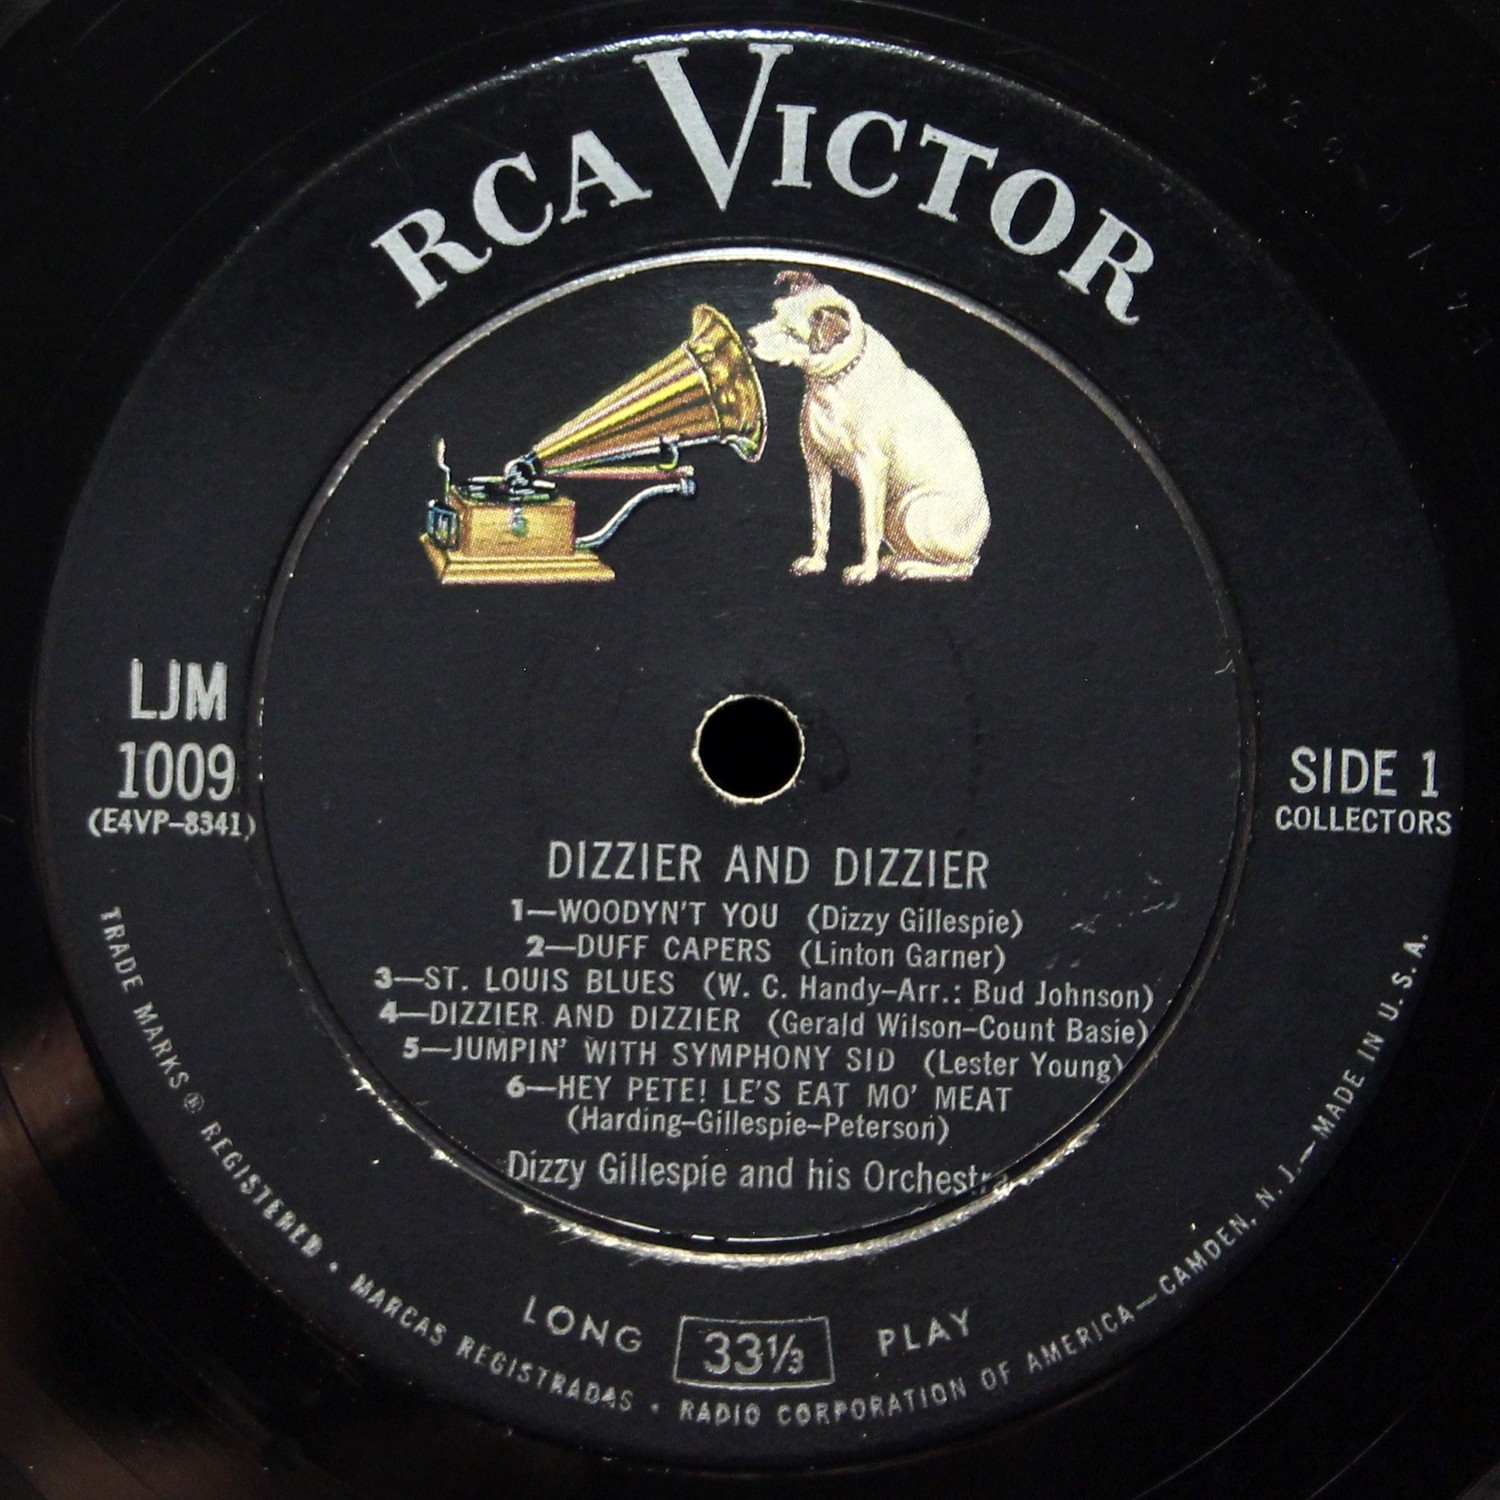 RCA VICTOR
LJM
1009
(E4VP-8341)
SIDE 1
COLLECTORS
DIZZIER AND DIZZIER
1—WOODYN'T YOU (Dizzy Gillespie)
2—DUFF CAPERS (Linton Garner)
3—ST. LOUIS BLUES (W. C. Handy-Arr.: Bud Johnson)
4—DIZZIER AND DIZZIER (Gerald Wilson-Count Basie)
5—JUMPIN' WITH SYMPHONY SID (Lester Young)
6—HEY PETE! LE'S EAT MO' MEAT
(Harding-Gillespie-Peterson)
Dizzy Gillespie and his Orchestra
LONG 33⅓ PLAY
TRADE MARKS ® REGISTERED • MARCAS REGISTRADAS • RADIO CORPORATION OF AMERICA—CAMDEN, N. J.—MADE IN U. S. A.